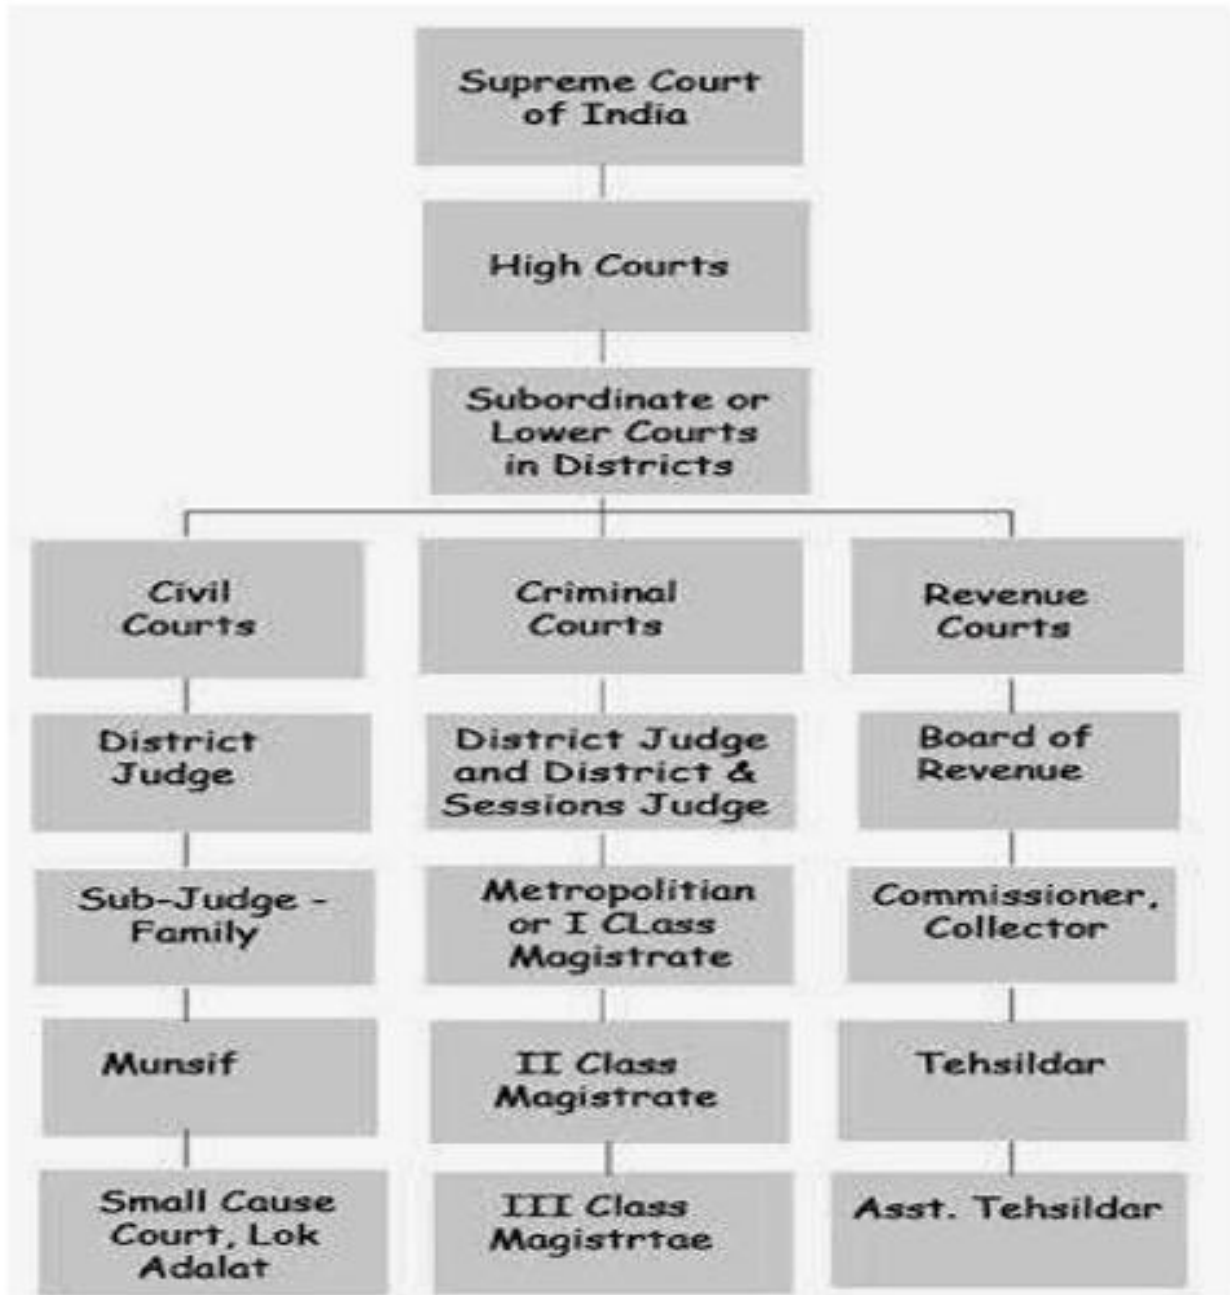 Supreme Court
of India
High Courts
Subordinate or
Lower Courts
in Districts
Civil
Courts
Criminal
Courts
Revenue
Courts
District
Judge
District Judge
and District &
Sessions Judge
Board of
Revenue
Sub-Judge -
Family
Metropolitian
or I CLass
Magistrate
Commissioner,
Collector
Munsif
II Class
Magistrate
Tehsildar
Small Cause
Court, Lok
Adalat
III Class
Magistrtae
Asst. Tehsildar